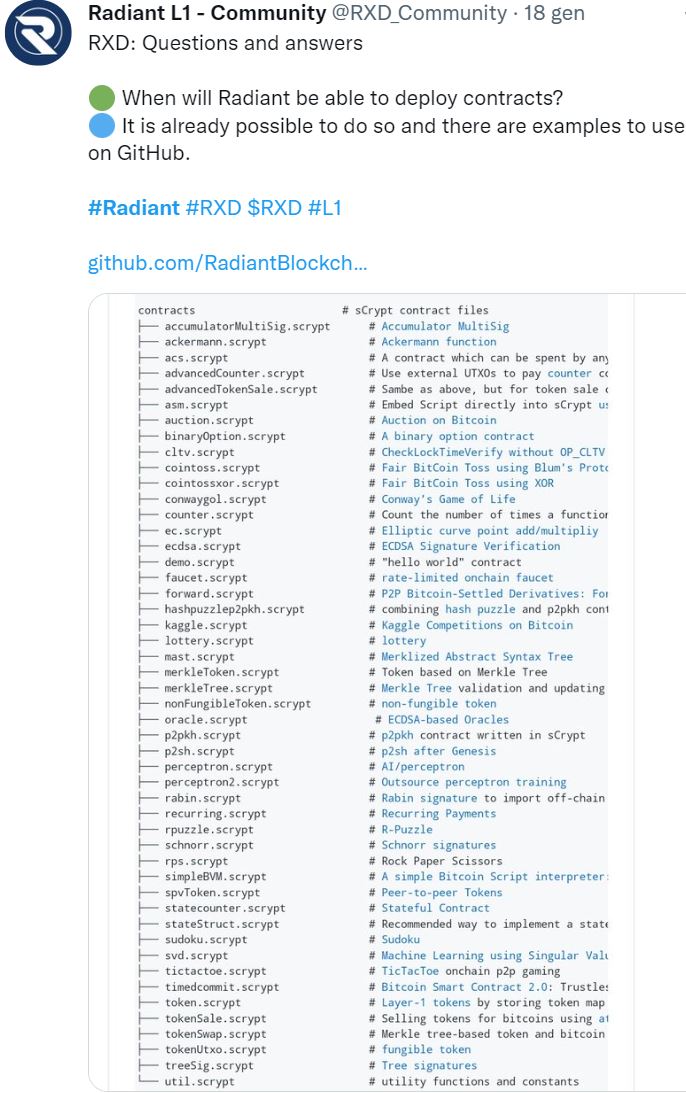 Radiant L1 - Community @RXD_Community · 18 gen
RXD: Questions and answers
When will Radiant be able to deploy contracts?
It is already possible to do so and there are examples to use
on GitHub.
#Radiant #RXD $RXD #L1
github.com/RadiantBlockch...
contracts # sCrypt contract files
├── accumulatorMultiSig.scrypt # Accumulator MultiSig
├── ackermann.scrypt # Ackermann function
├── acs.scrypt # A contract which can be spent by any
├── advancedCounter.scrypt # Use external UTXOs to pay counter co
├── advancedTokenSale.scrypt # Sambe as above, but for token sale c
├── asm.scrypt # Embed Script directly into sCrypt us
├── auction.scrypt # Auction on Bitcoin
├── binaryOption.scrypt # A binary option contract
├── cltv.scrypt # CheckLockTimeVerify without OP_CLTV
├── cointoss.scrypt # Fair BitCoin Toss using Blum's Proto
├── cointossxor.scrypt # Fair BitCoin Toss using XOR
├── conwaygol.scrypt # Conway's Game of Life
├── counter.scrypt # Count the number of times a function
├── ec.scrypt # Elliptic curve point add/multipliy
├── ecdsa.scrypt # ECDSA Signature Verification
├── demo.scrypt # "hello world" contract
├── faucet.scrypt # rate-limited onchain faucet
├── forward.scrypt # P2P Bitcoin-Settled Derivatives: For
├── hashpuzzlep2pkh.scrypt # combining hash puzzle and p2pkh cont
├── kaggle.scrypt # Kaggle Competitions on Bitcoin
├── lottery.scrypt # lottery
├── mast.scrypt # Merklized Abstract Syntax Tree
├── merkleToken.scrypt # Token based on Merkle Tree
├── merkleTree.scrypt # Merkle Tree validation and updating
├── nonFungibleToken.scrypt # non-fungible token
├── oracle.scrypt # ECDSA-based Oracles
├── p2pkh.scrypt # p2pkh contract written in sCrypt
├── p2sh.scrypt # p2sh after Genesis
├── perceptron.scrypt # AI/perceptron
├── perceptron2.scrypt # Outsource perceptron training
├── rabin.scrypt # Rabin signature to import off-chain
├── recurring.scrypt # Recurring Payments
├── rpuzzle.scrypt # R-Puzzle
├── schnorr.scrypt # Schnorr signatures
├── rps.scrypt # Rock Paper Scissors
├── simpleBVM.scrypt # A simple Bitcoin Script interpreter:
├── spvToken.scrypt # Peer-to-peer Tokens
├── statecounter.scrypt # Stateful Contract
├── stateStruct.scrypt # Recommended way to implement a state
├── sudoku.scrypt # Sudoku
├── svd.scrypt # Machine Learning using Singular Valu
├── tictactoe.scrypt # TicTacToe onchain p2p gaming
├── timedcommit.scrypt # Bitcoin Smart Contract 2.0: Trustles
├── token.scrypt # Layer-1 tokens by storing token map
├── tokenSale.scrypt # Selling tokens for bitcoins using at
├── tokenSwap.scrypt # Merkle tree-based token and bitcoin
├── tokenUtxo.scrypt # fungible token
├── treeSig.scrypt # Tree signatures
└── util.scrypt # utility functions and constants